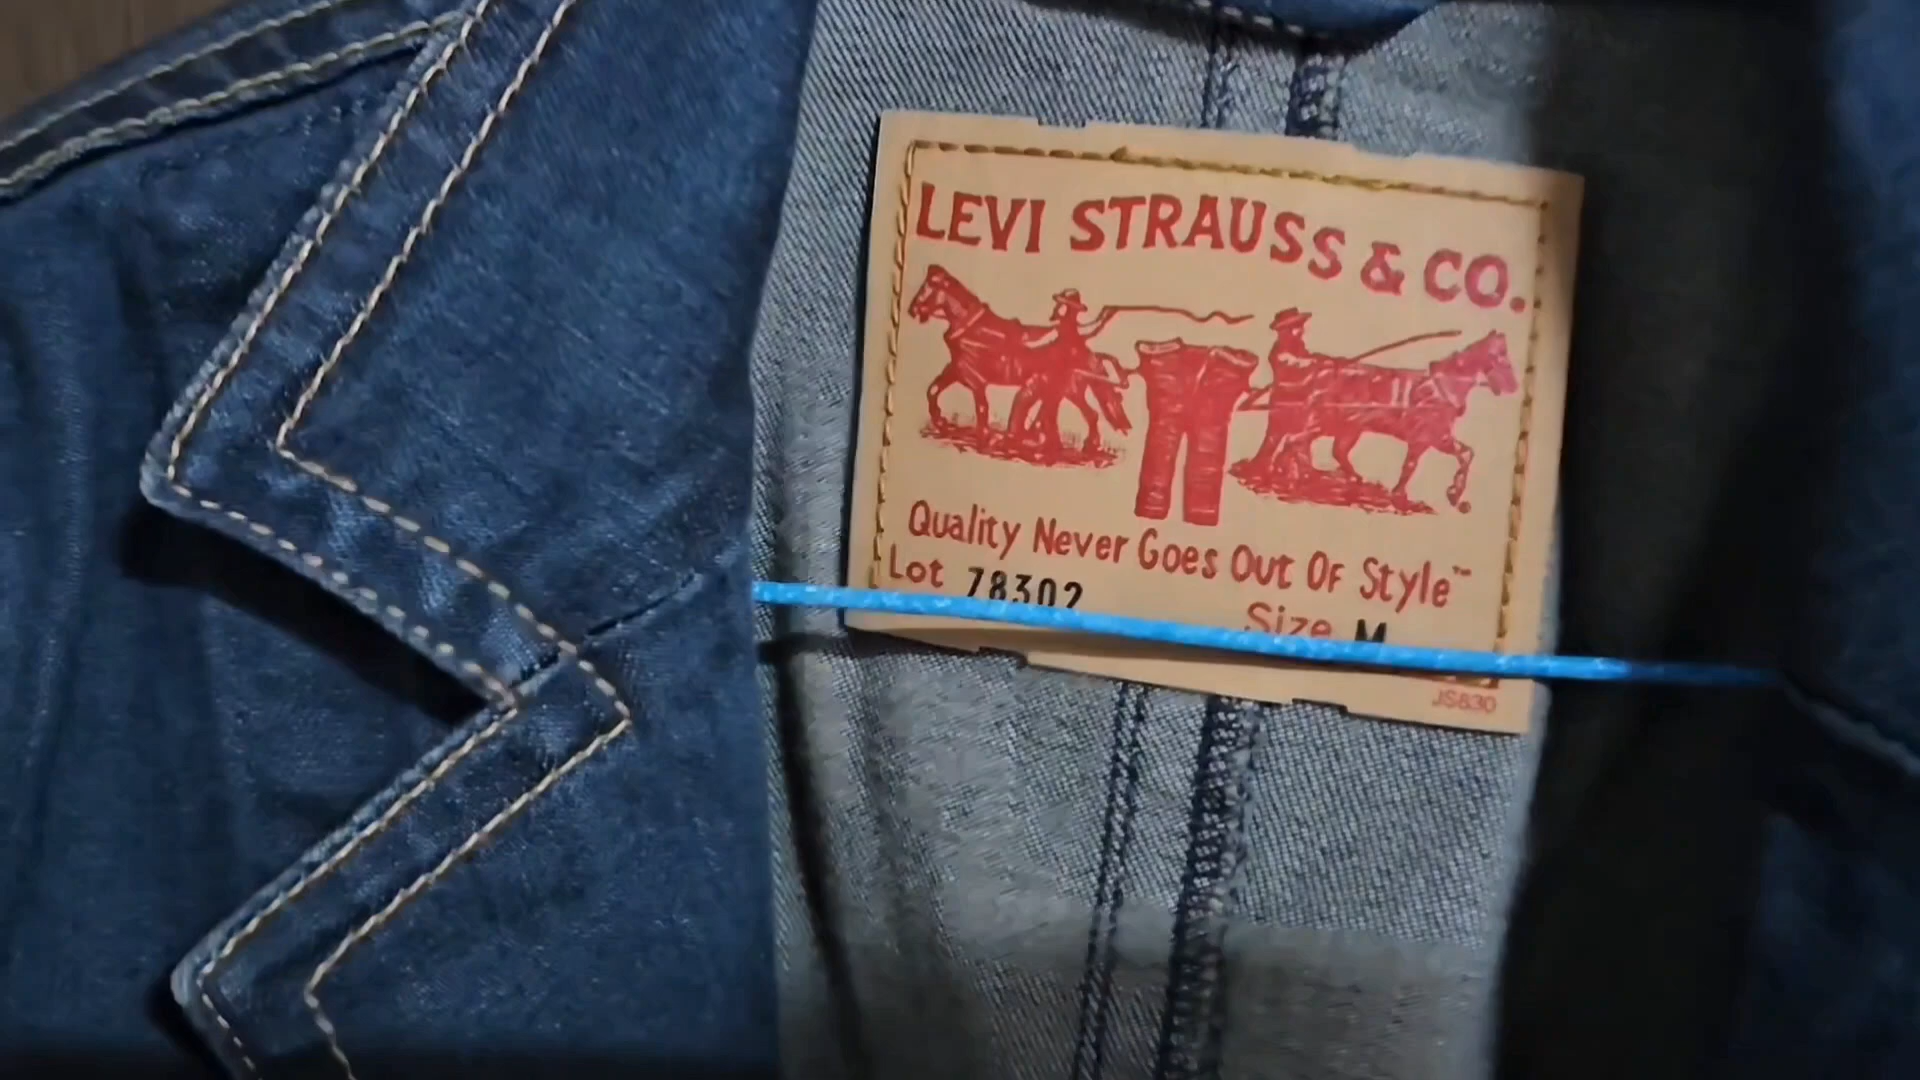 LEVI STRAUSS & CO.
Quality Never Goes Out Of Style™
Lot 78302
Size M
JS830